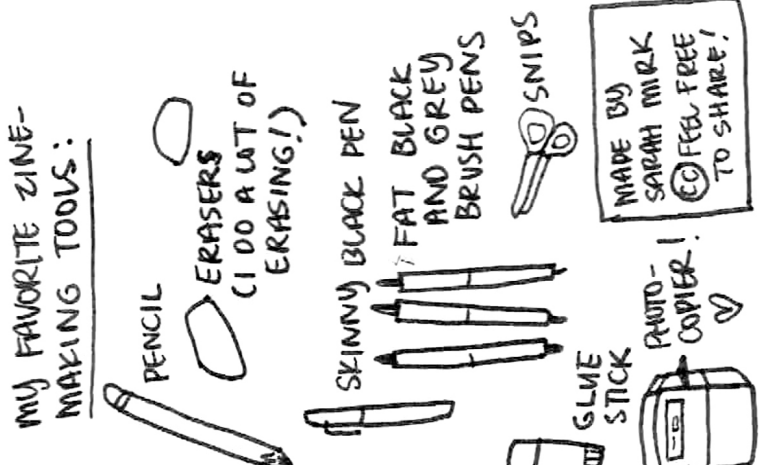 MY FAVORITE ZINE-
MAKING TOOLS:
PENCIL
ERASERS
(I DO A LOT OF
ERASING!)
SKINNY BLACK PEN
FAT BLACK
AND GREY
BRUSH PENS
SNIPS
GLUE
STICK
PHOTO-
COPIER!
MADE BY
SARAH MIRK
CC FEEL FREE
TO SHARE!